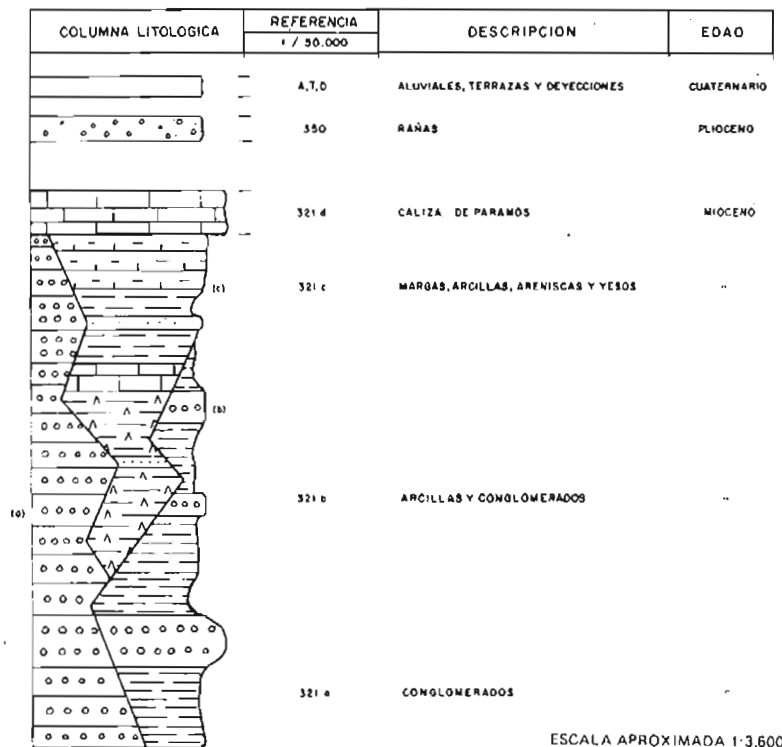 COLUMNA LITOLOGICA
REFERENCIA
1 / 50.000
DESCRIPCION
EDAD
A,T,D ALUVIALES, TERRAZAS Y DEYECCIONES CUATERNARIO
350 RAÑAS PLIOCENO
321 d CALIZA DE PARAMOS MIOCENO
(c) 321 c MARGAS, ARCILLAS, ARENISCAS Y YESOS "
(b)
(a) 321 b ARCILLAS Y CONGLOMERADOS "
321 a CONGLOMERADOS "
ESCALA APROXIMADA 1:3.600